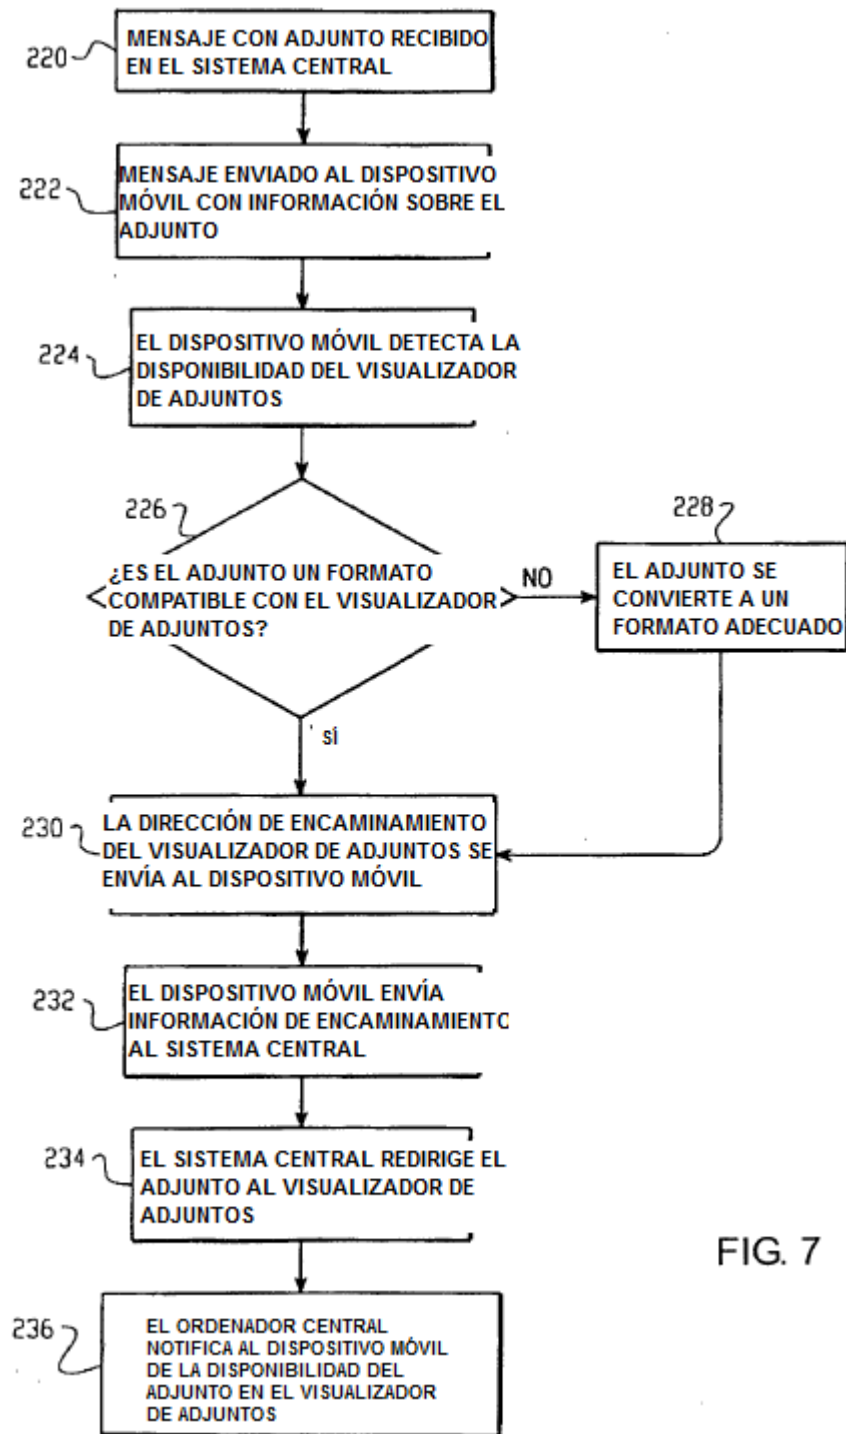 220
MENSAJE CON ADJUNTO RECIBIDO
EN EL SISTEMA CENTRAL
222
MENSAJE ENVIADO AL DISPOSITIVO
MÓVIL CON INFORMACIÓN SOBRE EL
ADJUNTO
224
EL DISPOSITIVO MÓVIL DETECTA LA
DISPONIBILIDAD DEL VISUALIZADOR
DE ADJUNTOS
226
¿ES EL ADJUNTO UN FORMATO
COMPATIBLE CON EL VISUALIZADOR
DE ADJUNTOS?
NO
228
EL ADJUNTO SE
CONVIERTE A UN
FORMATO ADECUADO
SÍ
230
LA DIRECCIÓN DE ENCAMINAMIENTO
DEL VISUALIZADOR DE ADJUNTOS SE
ENVÍA AL DISPOSITIVO MÓVIL
232
EL DISPOSITIVO MÓVIL ENVÍA
INFORMACIÓN DE ENCAMINAMIENTO
AL SISTEMA CENTRAL
234
EL SISTEMA CENTRAL REDIRIGE EL
ADJUNTO AL VISUALIZADOR DE
ADJUNTOS
FIG. 7
236
EL ORDENADOR CENTRAL
NOTIFICA AL DISPOSITIVO MÓVIL
DE LA DISPONIBILIDAD DEL
ADJUNTO EN EL VISUALIZADOR
DE ADJUNTOS